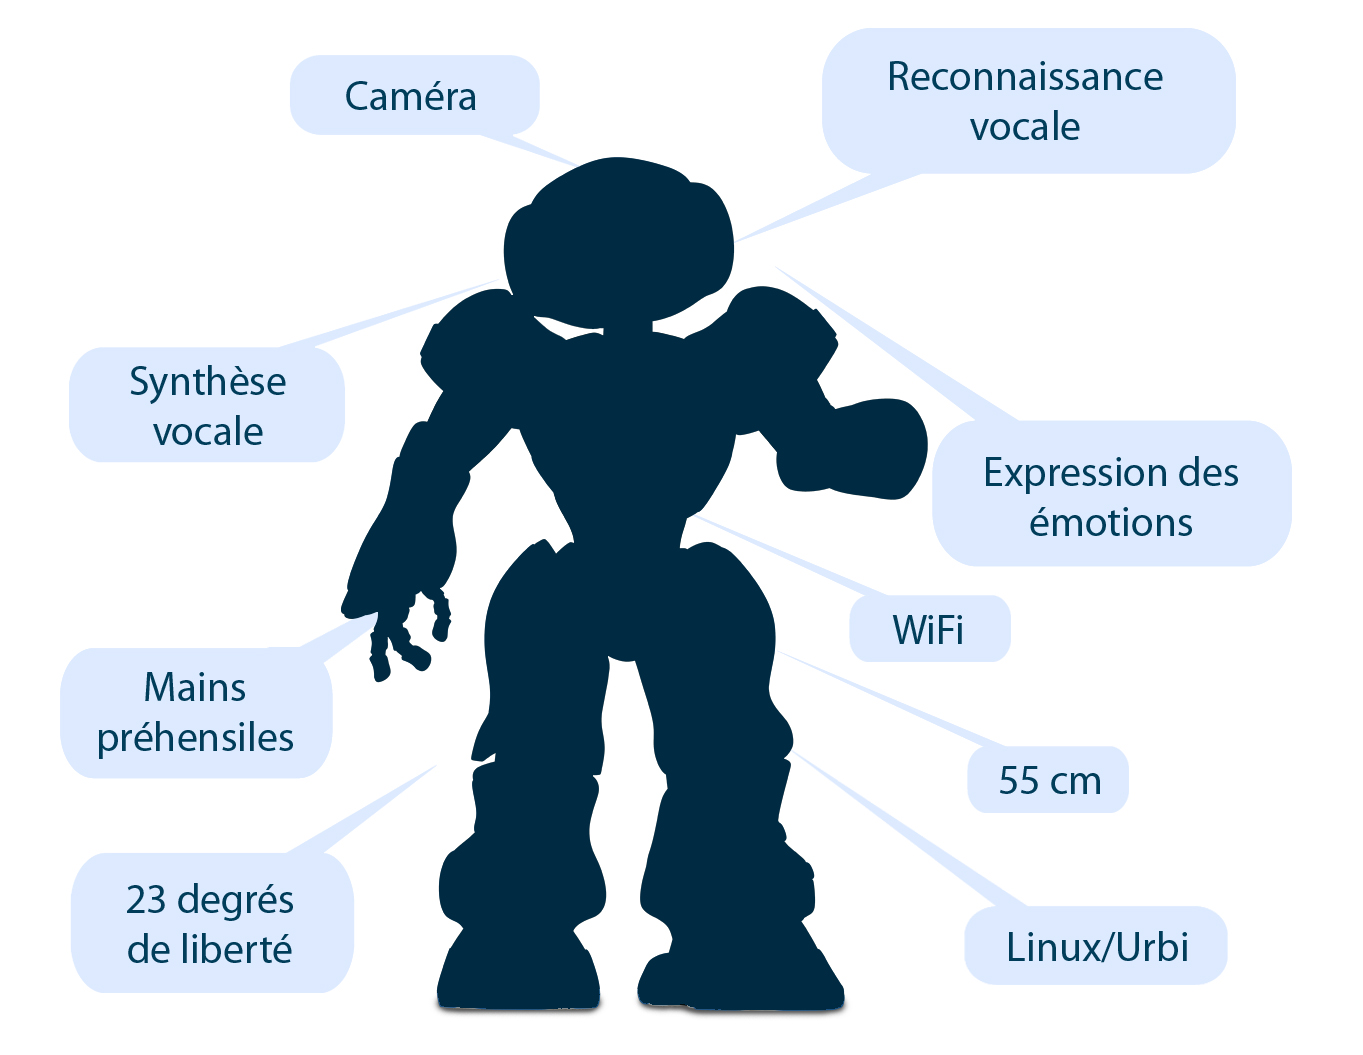 Caméra
Reconnaissance
vocale
Synthèse
vocale
Expression des
émotions
WiFi
Mains
préhensiles
55 cm
23 degrés
de liberté
Linux/Urbi